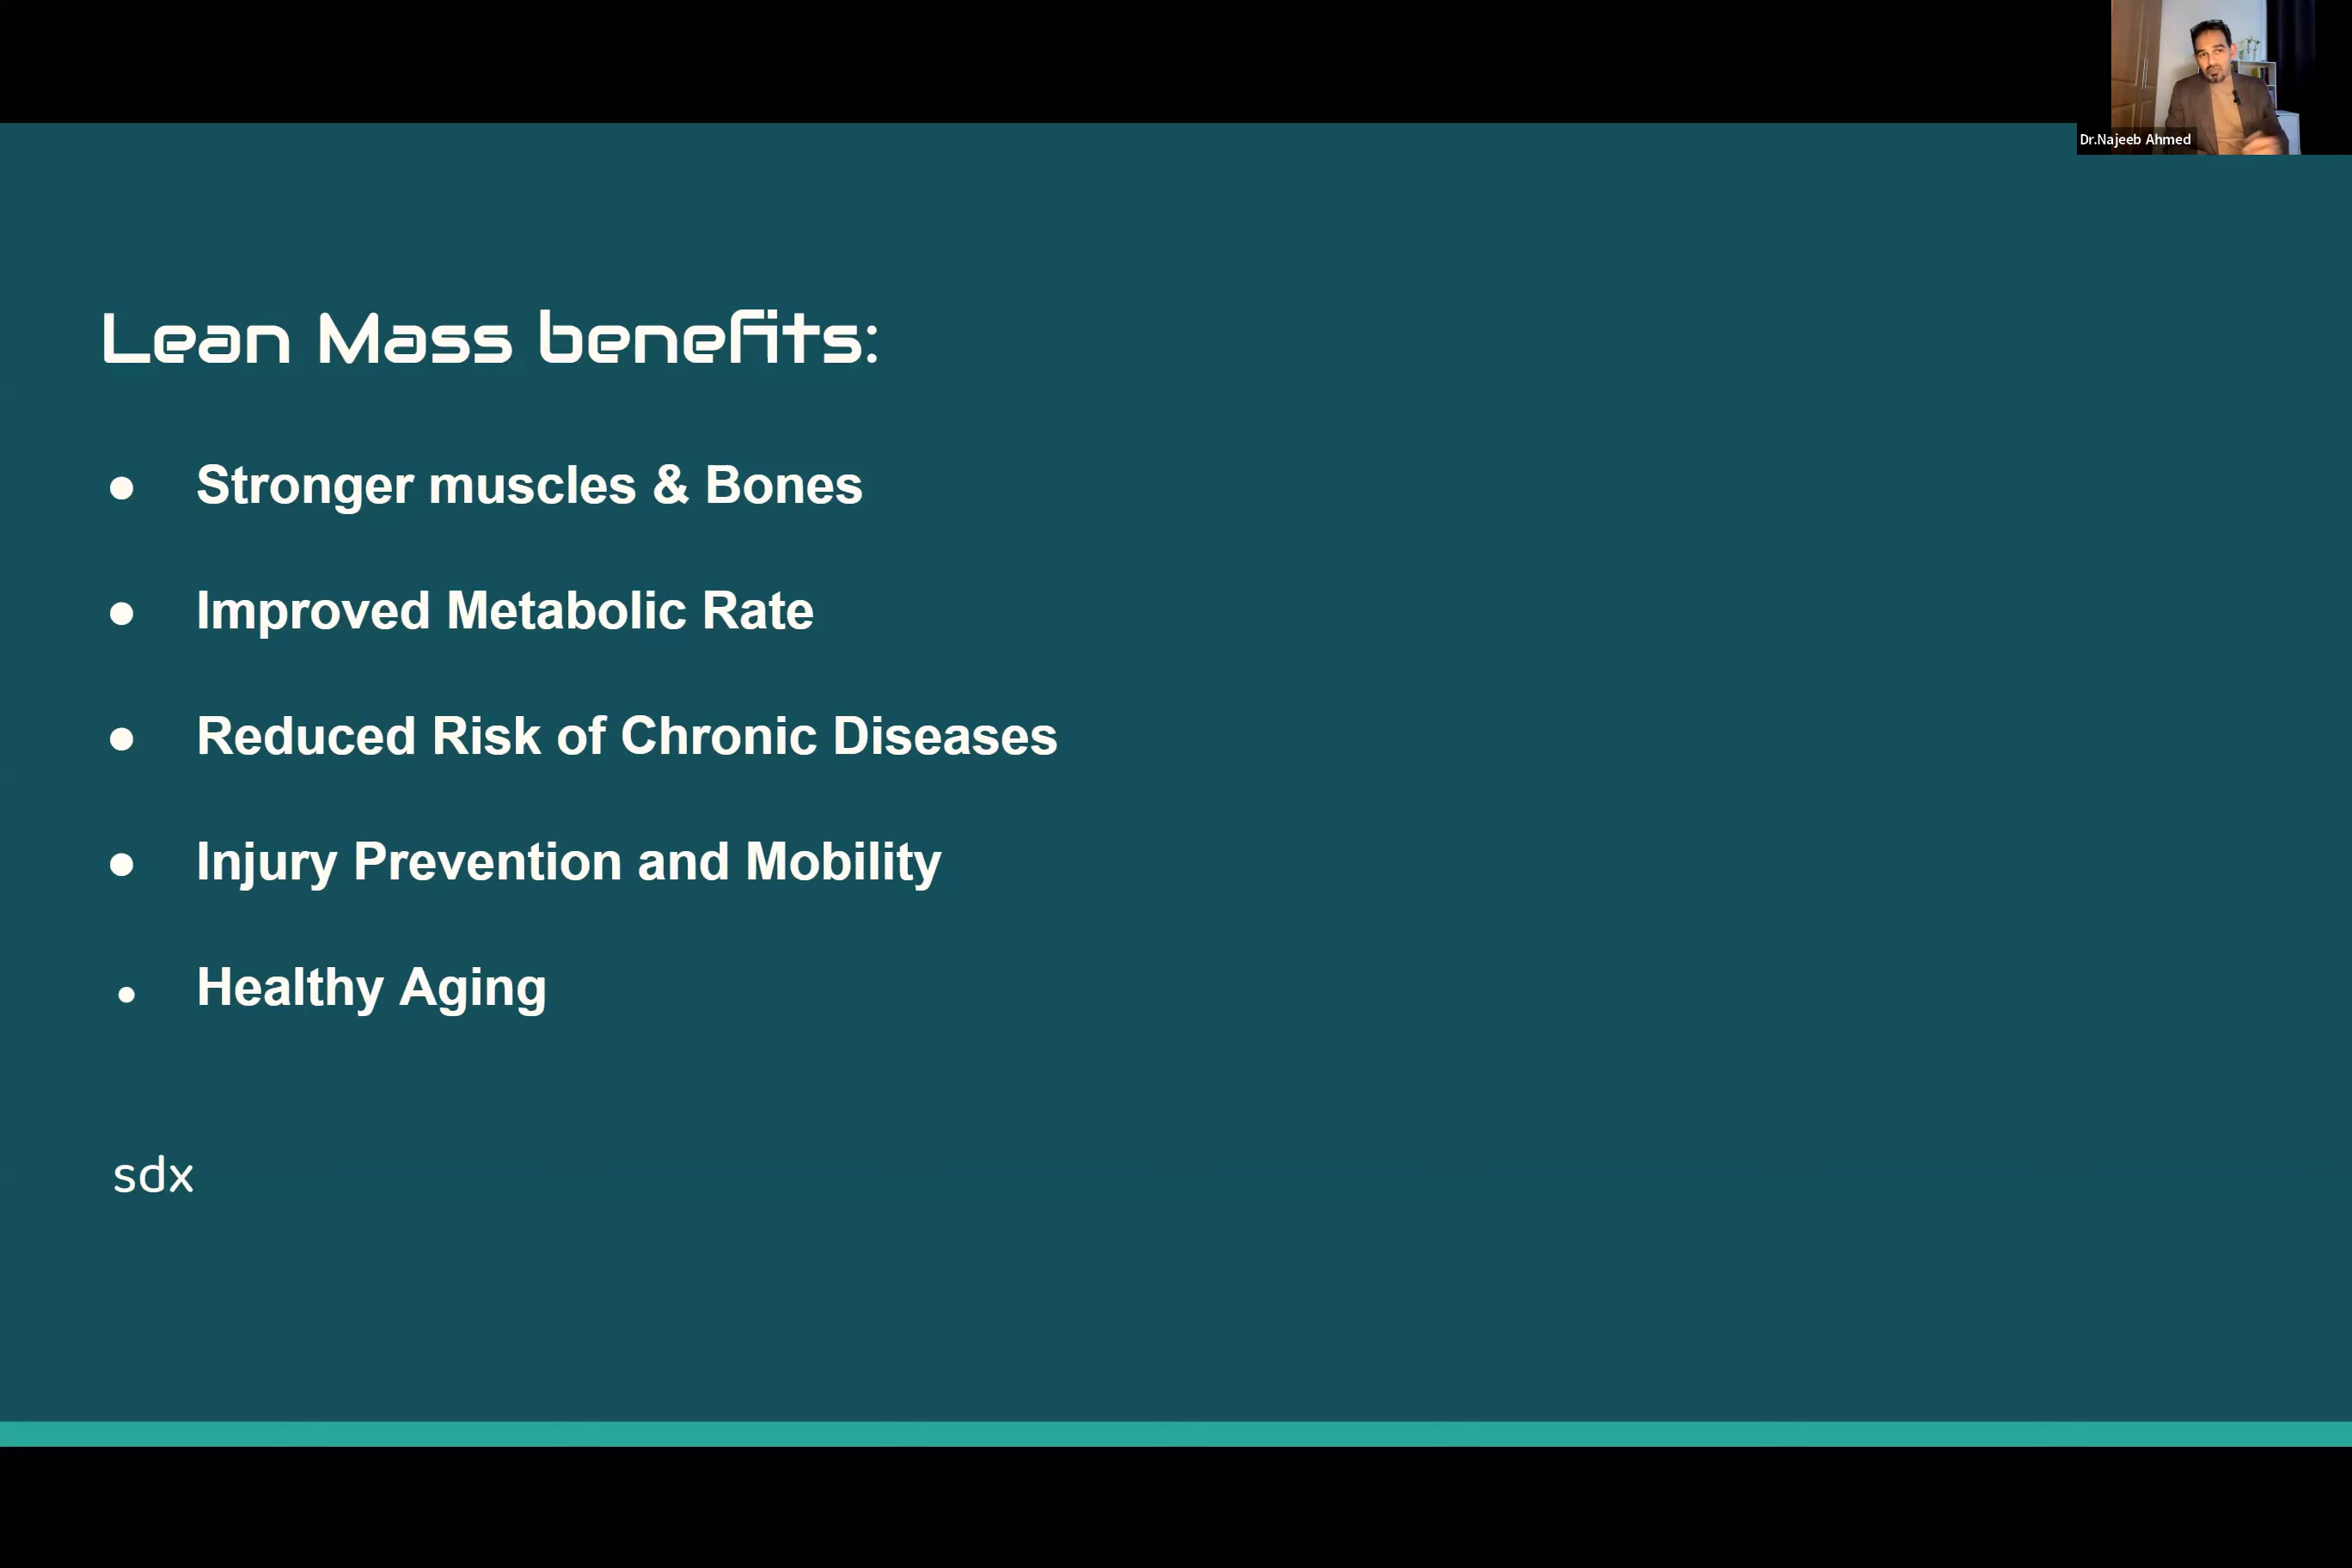 Dr.Najeeb Ahmed
Lean Mass benefits:
● Stronger muscles & Bones
● Improved Metabolic Rate
● Reduced Risk of Chronic Diseases
● Injury Prevention and Mobility
● Healthy Aging
sdx